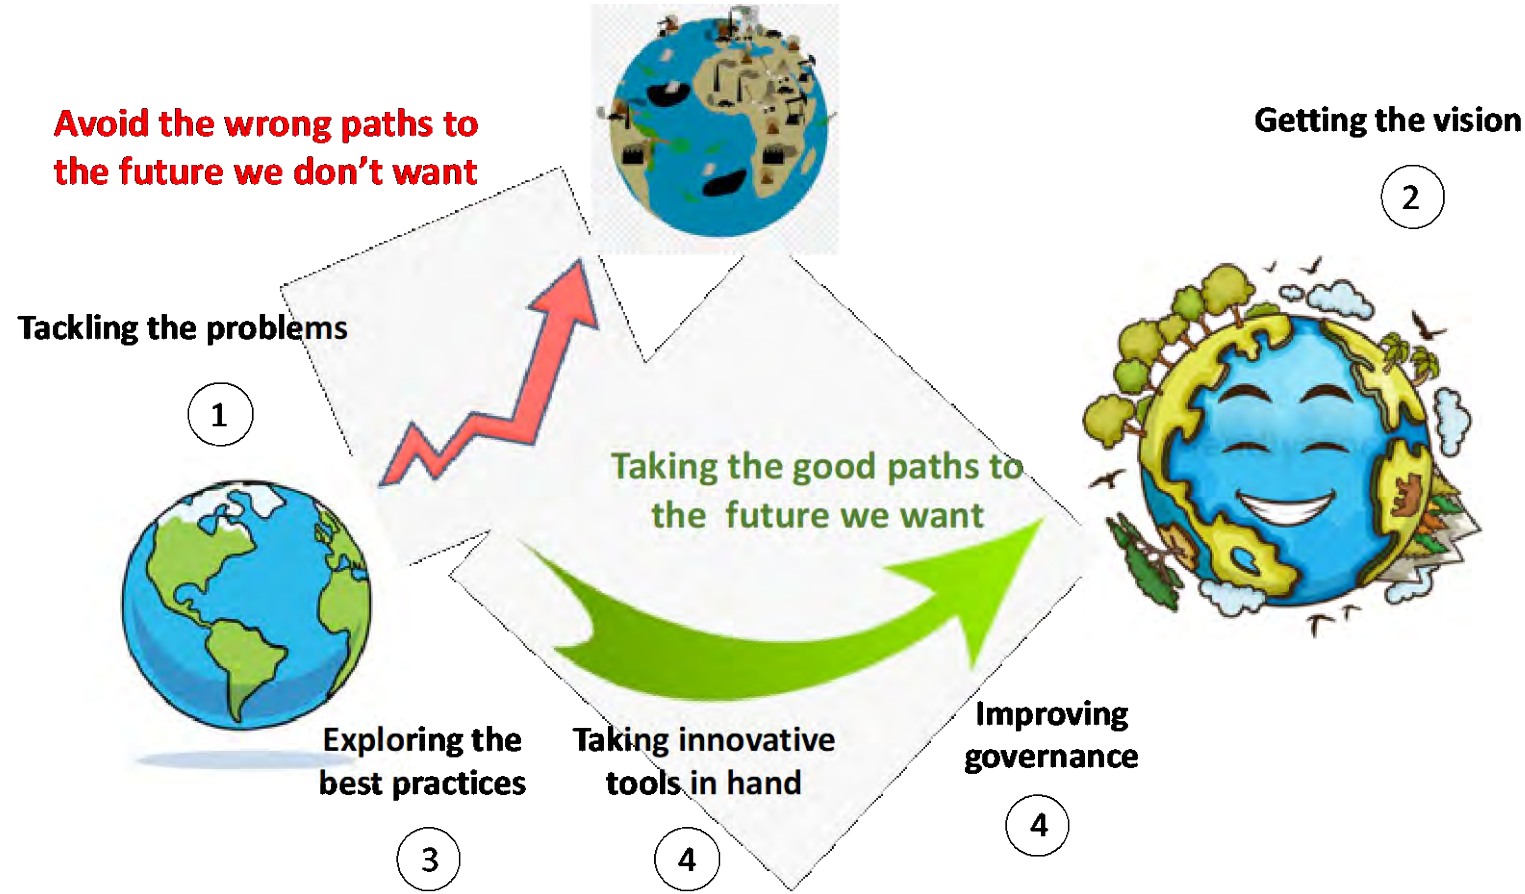 Avoid the wrong paths to
the future we don't want
Getting the vision
2
Tackling the problems
1
Taking the good paths to
the future we want
Exploring the
best practices
3
Taking innovative
tools in hand
4
Improving
governance
4